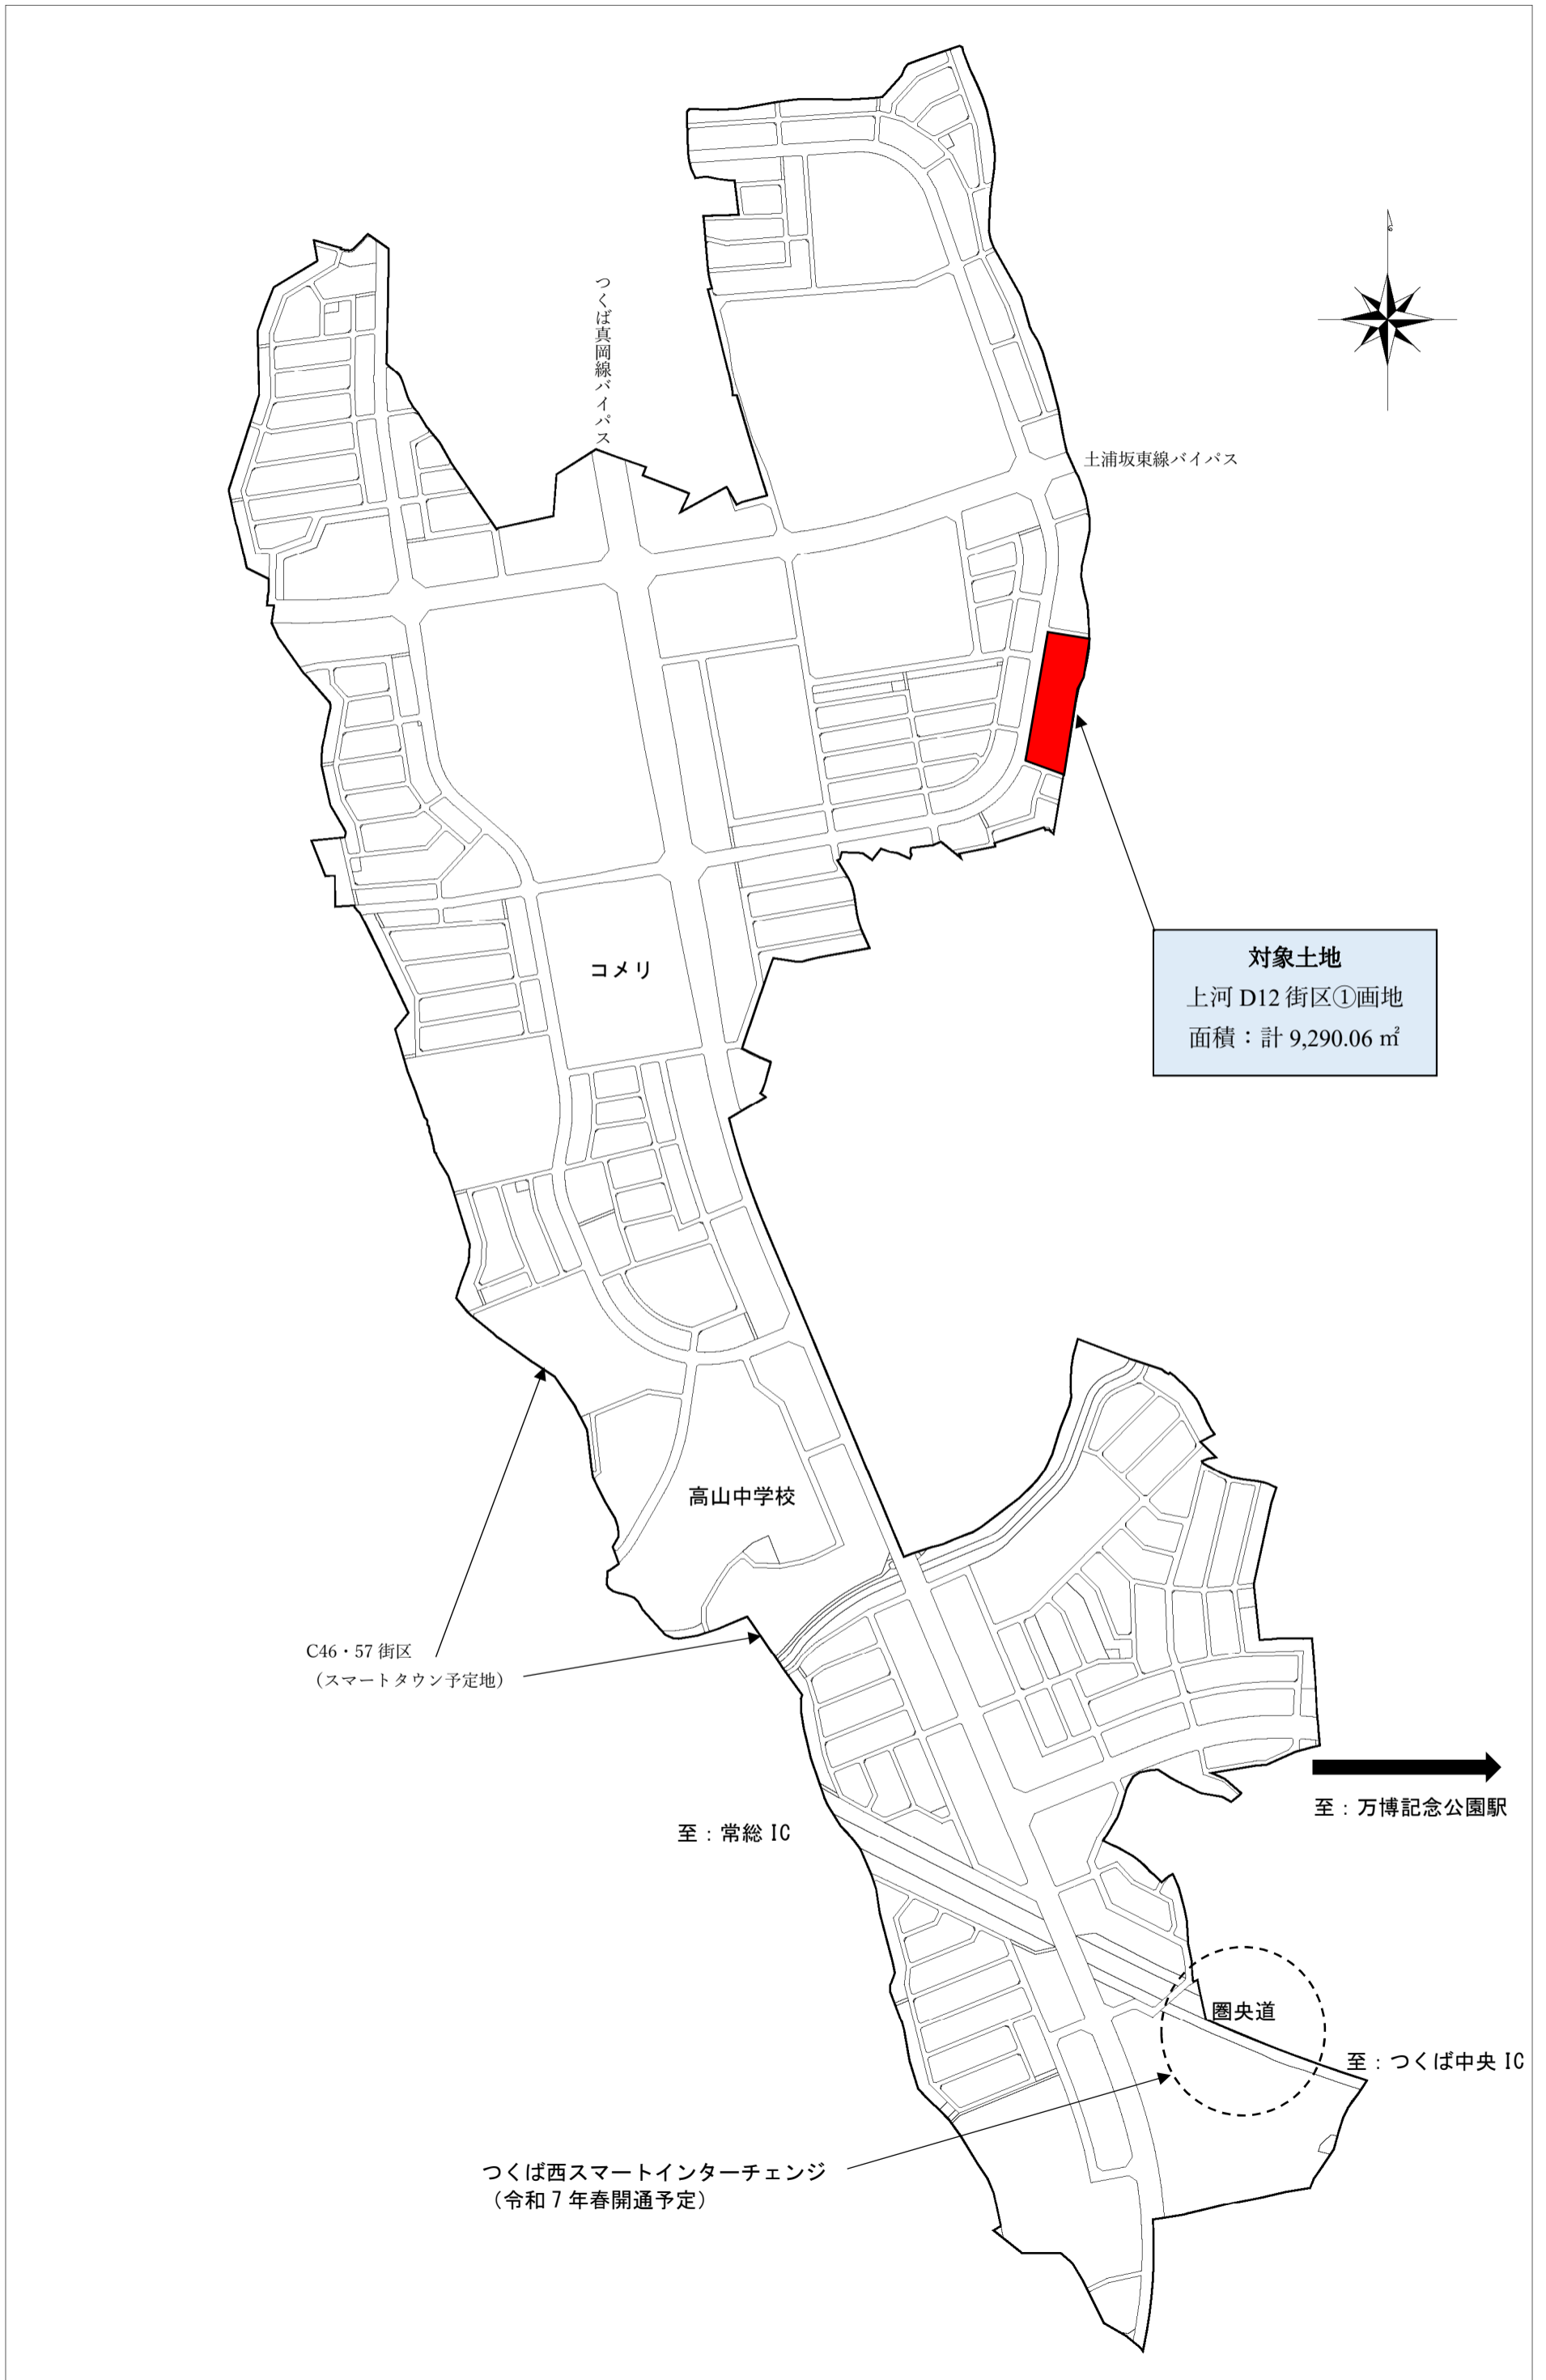 つくば真岡線バイパス
土浦坂東線バイパス
対象土地
上河 D12 街区①画地
面積：計 9,290.06 ㎡
コメリ
高山中学校
C46・57 街区
（スマートタウン予定地）
至：万博記念公園駅
至：常総 IC
圏央道
至：つくば中央 IC
つくば西スマートインターチェンジ
（令和７年春開通予定）